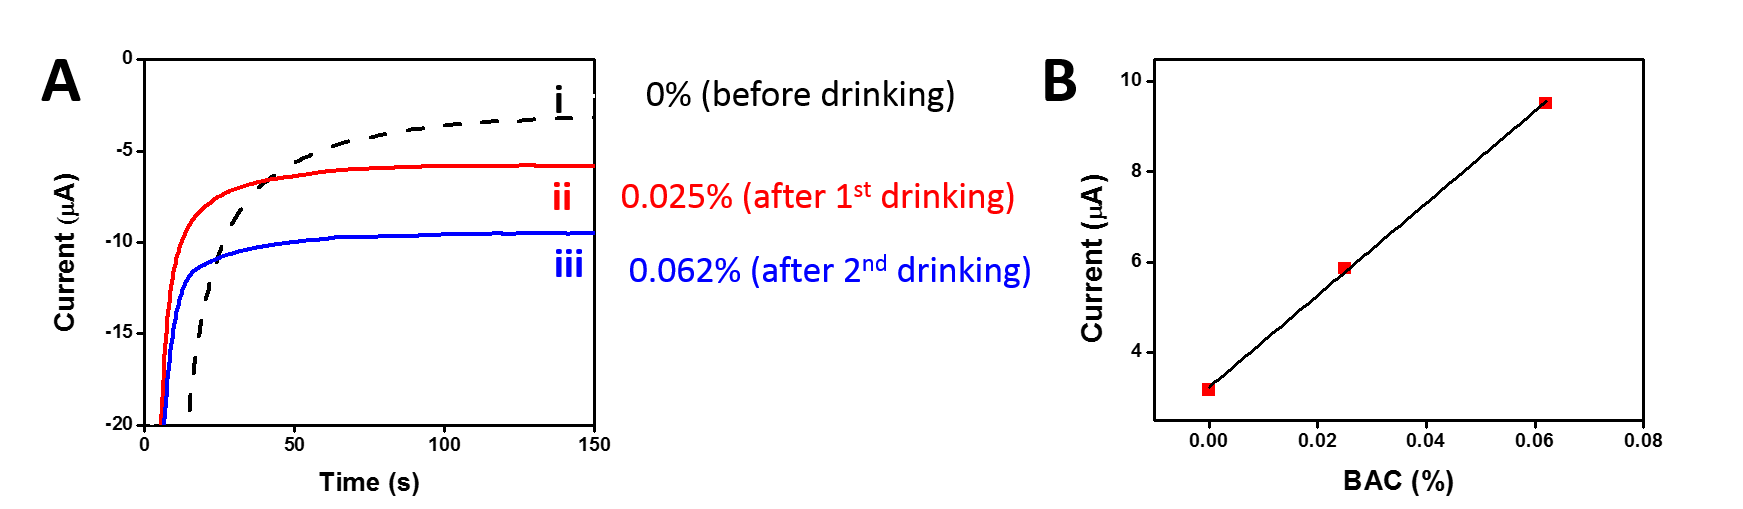 A
0
-5
-10
-15
-20
0
50
100
150
Current (μA)
Time (s)
i
ii
iii
0% (before drinking)
0.025% (after 1st drinking)
0.062% (after 2nd drinking)
B
10
8
6
4
0.00
0.02
0.04
0.06
0.08
Current (μA)
BAC (%)